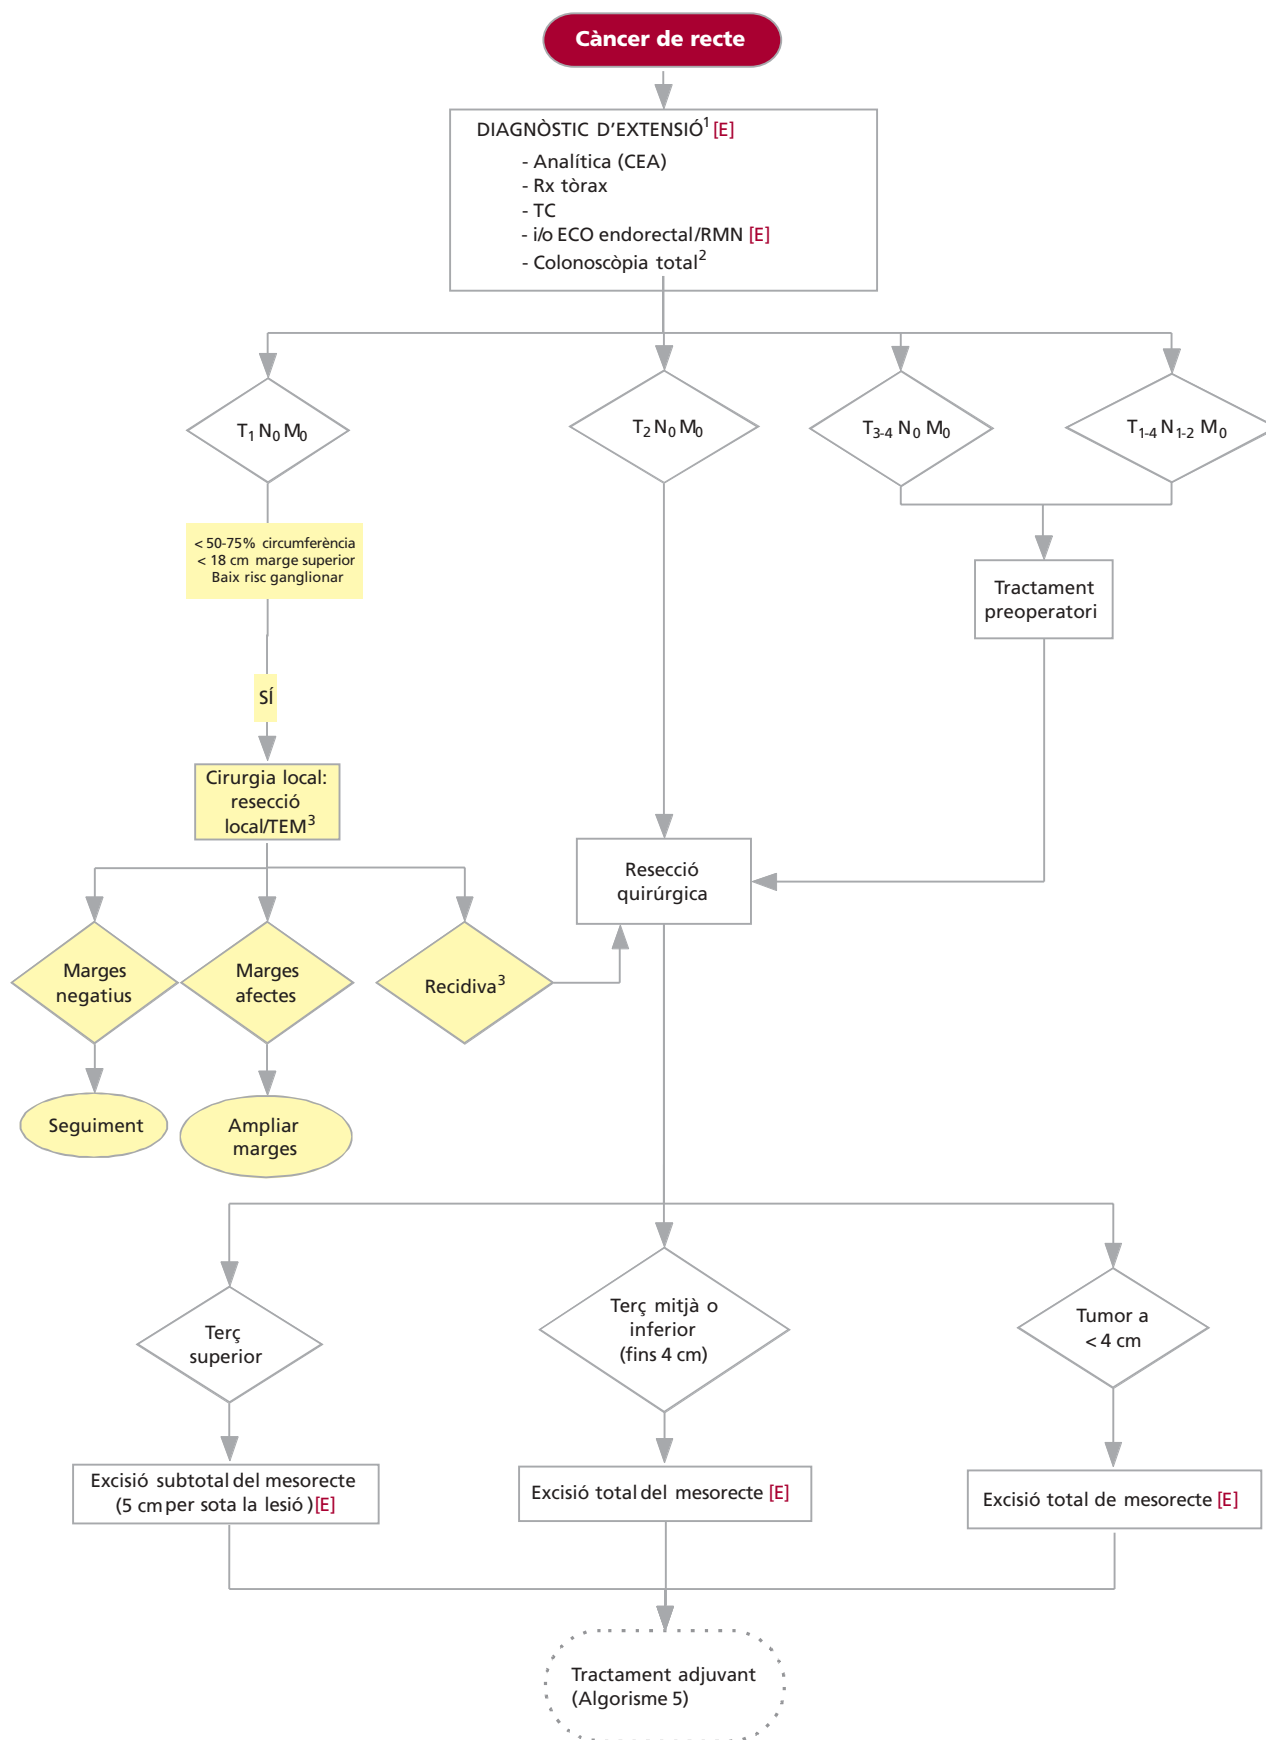 Càncer de recte
DIAGNÒSTIC D'EXTENSIÓ1 [E]
- Analítica (CEA)
- Rx tòrax
- TC
- i/o ECO endorectal/RMN [E]
- Colonoscòpia total2
T1 N0 M0
T2 N0 M0
T3-4 N0 M0
T1-4 N1-2 M0
< 50-75% circumferència
< 18 cm marge superior
Baix risc ganglionar
Tractament
preoperatori
SÍ
Cirurgia local:
resecció
local/TEM3
Resecció
quirúrgica
Marges
negatius
Marges
afectes
Recidiva3
Seguiment
Ampliar
marges
Terç
superior
Terç mitjà o
inferior
(fins 4 cm)
Tumor a
< 4 cm
Excisió subtotal del mesorecte
(5 cm per sota la lesió) [E]
Excisió total del mesorecte [E]
Excisió total de mesorecte [E]
Tractament adjuvant
(Algorisme 5)